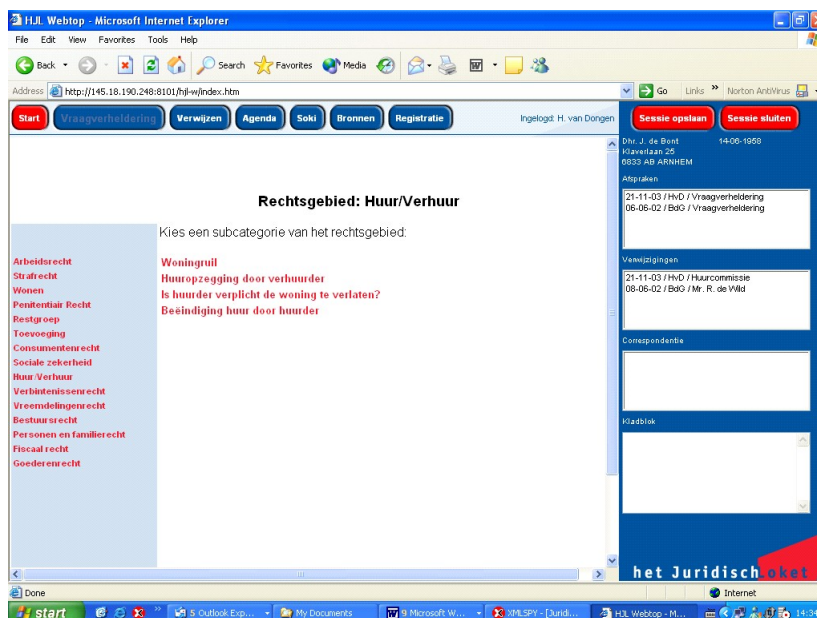 HJL Webtop - Microsoft Internet Explorer
File Edit View Favorites Tools Help
Back Search Favorites Media
Address http://145.18.190.248:8101/hjl-w/index.htm Go Links » Norton AntiVirus
Start Vraagverheldering Verwijzen Agenda Soki Bronnen Registratie Ingelogd: H. van Dongen Sessie opslaan Sessie sluiten
Dhr. J. de Bont 14-06-1958
Klaverlaan 25
6833 AB ARNHEM
Afspraken
21-11-03 / HvD / Vraagverheldering
06-06-02 / BdG / Vraagverheldering
Verwijzigingen
21-11-03 / HvD / Huurcommissie
08-06-02 / BdG / Mr. R. de Wild
Correspondentie
Kladblok
Rechtsgebied: Huur/Verhuur
Kies een subcategorie van het rechtsgebied:
Woningruil
Huuropzegging door verhuurder
Is huurder verplicht de woning te verlaten?
Beëindiging huur door huurder
Arbeidsrecht
Strafrecht
Wonen
Penitentiair Recht
Restgroep
Toevoeging
Consumentenrecht
Sociale zekerheid
Huur/Verhuur
Verbintenissenrecht
Vreemdelingenrecht
Bestuursrecht
Personen en familierecht
Fiscaal recht
Goederenrecht
het Juridisch Loket
Done Internet
start » 5 Outlook Exp... My Documents 9 Microsoft W... XMLSPY - [Juridi... HJL Webtop - M... 14:34